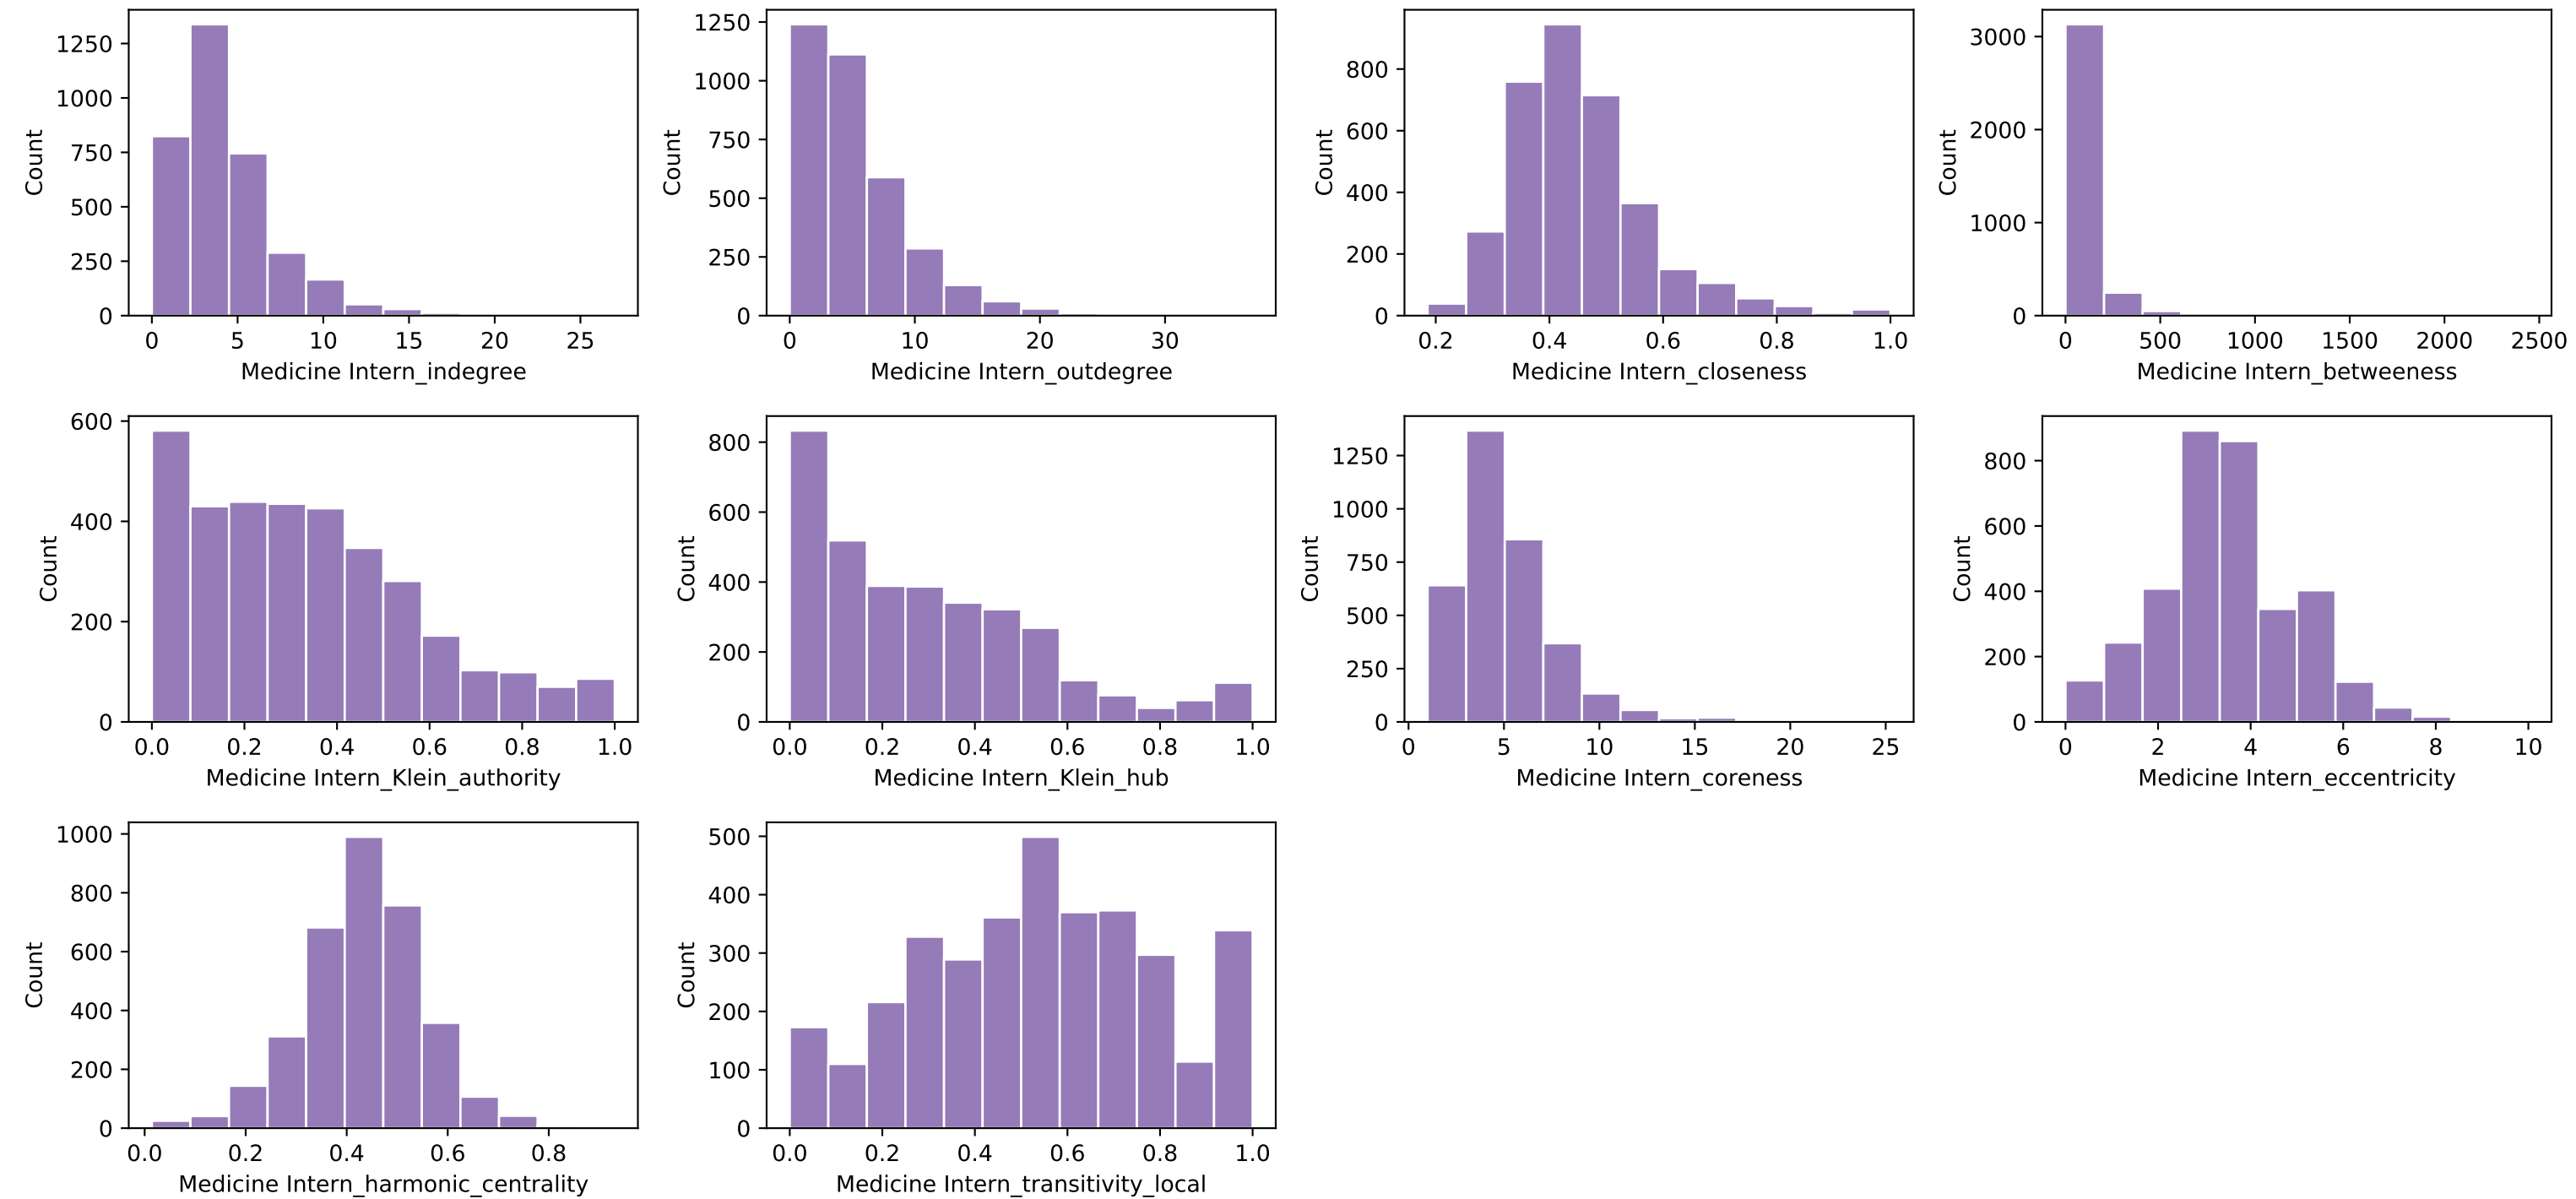 Count
1250
1000
750
500
250
0
0 5 10 15 20 25
Medicine Intern_indegree
Count
1250
1000
750
500
250
0
0 10 20 30
Medicine Intern_outdegree
Count
800
600
400
200
0
0.2 0.4 0.6 0.8 1.0
Medicine Intern_closeness
Count
3000
2000
1000
0
0 500 1000 1500 2000 2500
Medicine Intern_betweeness
Count
600
400
200
0
0.0 0.2 0.4 0.6 0.8 1.0
Medicine Intern_Klein_authority
Count
800
600
400
200
0
0.0 0.2 0.4 0.6 0.8 1.0
Medicine Intern_Klein_hub
Count
1250
1000
750
500
250
0
0 5 10 15 20 25
Medicine Intern_coreness
Count
800
600
400
200
0
0 2 4 6 8 10
Medicine Intern_eccentricity
Count
1000
800
600
400
200
0
0.0 0.2 0.4 0.6 0.8
Medicine Intern_harmonic_centrality
Count
500
400
300
200
100
0
0.0 0.2 0.4 0.6 0.8 1.0
Medicine Intern_transitivity_local